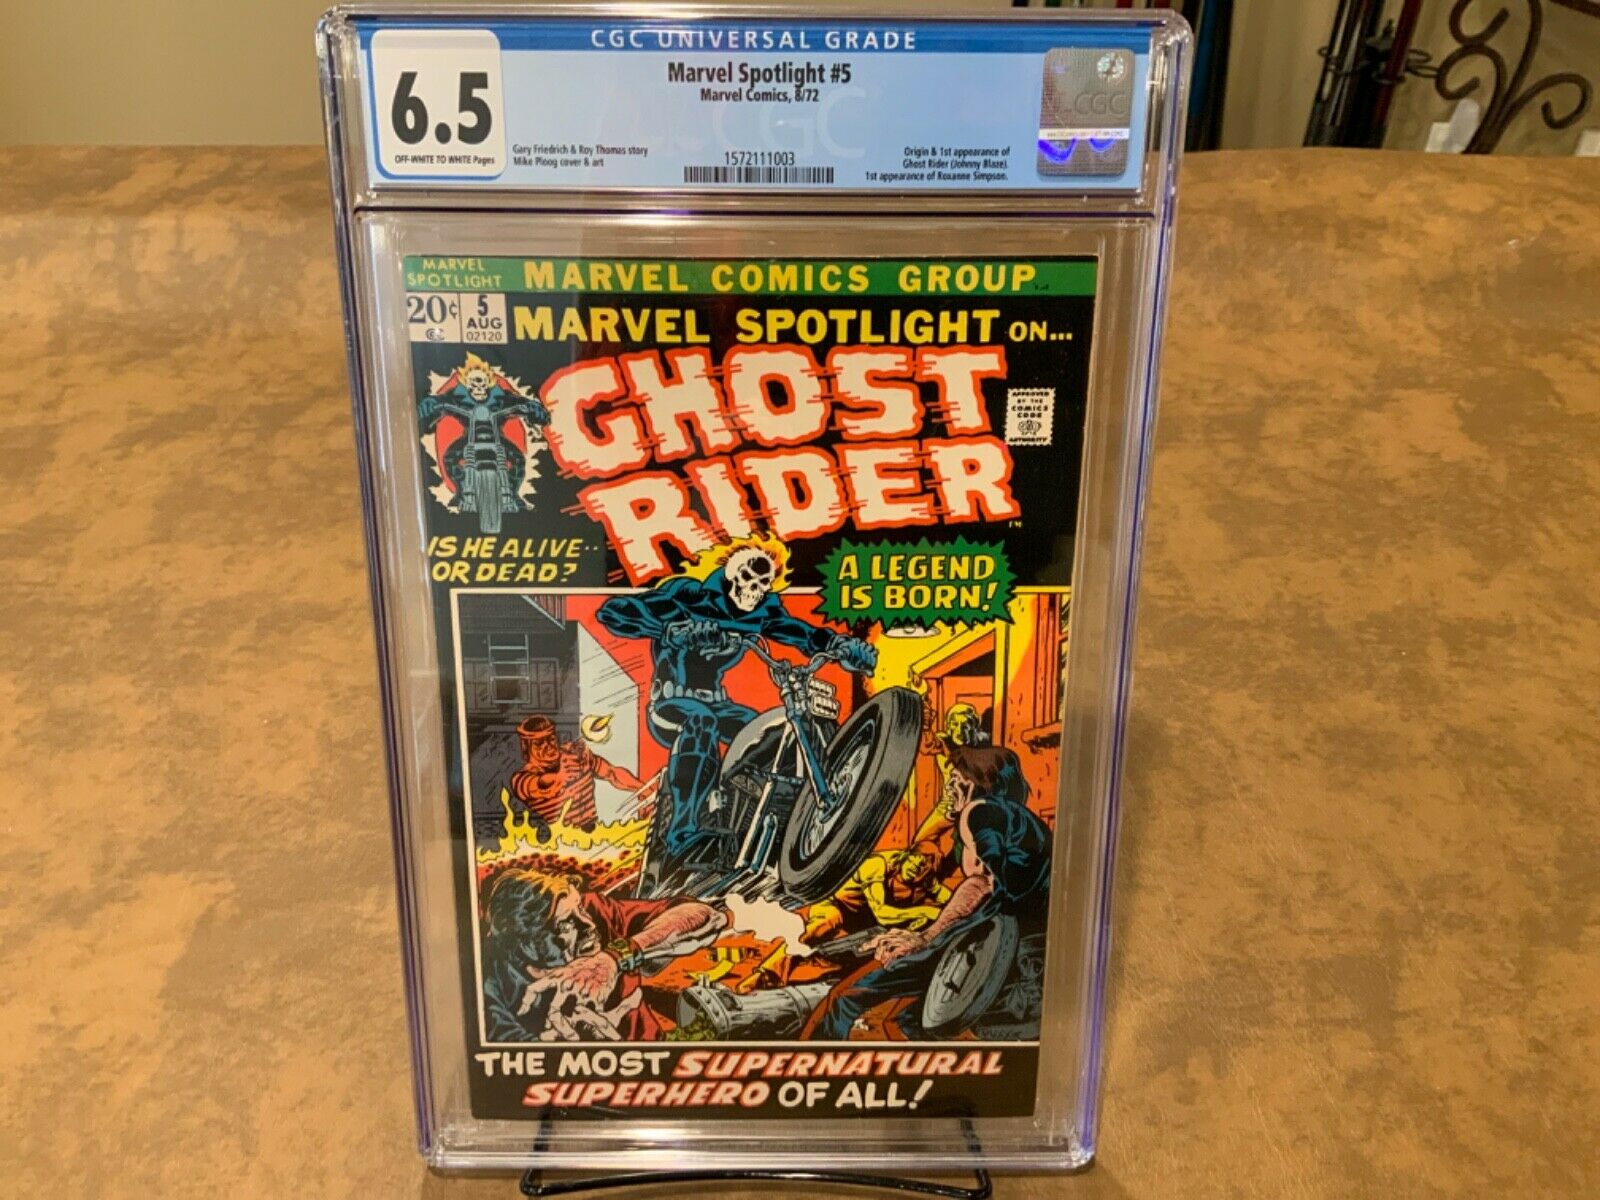 CGC UNIVERSAL GRADE
6.5
OFF-WHITE TO WHITE Pages
Marvel Spotlight #5
Marvel Comics, 8/72
Gary Friedrich & Roy Thomas story
Mike Ploog cover & art
1572111003
Origin & 1st appearance of
Ghost Rider (Johnny Blaze).
1st appearance of Roxanne Simpson.
CGC
CGC
MARVEL
SPOTLIGHT
MARVEL COMICS GROUP
20¢
5
AUG
02120
MARVEL SPOTLIGHT ON...
GHOST
RIDER
TM
APPROVED
BY THE
COMICS
CODE
AUTHORITY
IS HE ALIVE..
OR DEAD?
A LEGEND
IS BORN!
THE MOST SUPERNATURAL
SUPERHERO OF ALL!